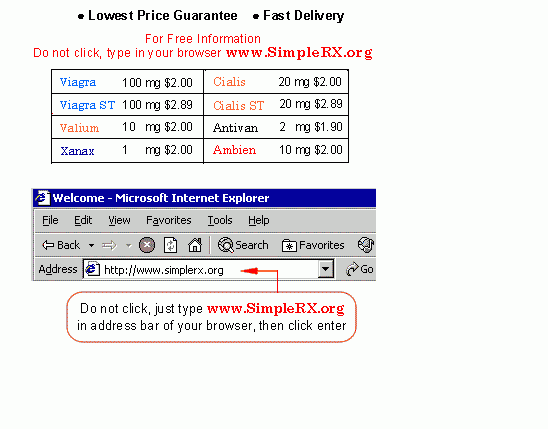 • Lowest Price Guarantee • Fast Delivery
For Free Information
Do not click, type in your browser www.SimpleRX.org
Viagra 100 mg $2.00 Cialis 20 mg $2.00
Viagra ST 100 mg $2.89 Cialis ST 20 mg $2.89
Valium 10 mg $2.00 Antivan 2 mg $1.90
Xanax 1 mg $2.00 Ambien 10 mg $2.00
Welcome - Microsoft Internet Explorer
File Edit View Favorites Tools Help
Back Search Favorites
Address http://www.simplerx.org Go
Do not click, just type www.SimpleRX.org
in address bar of your browser, then click enter